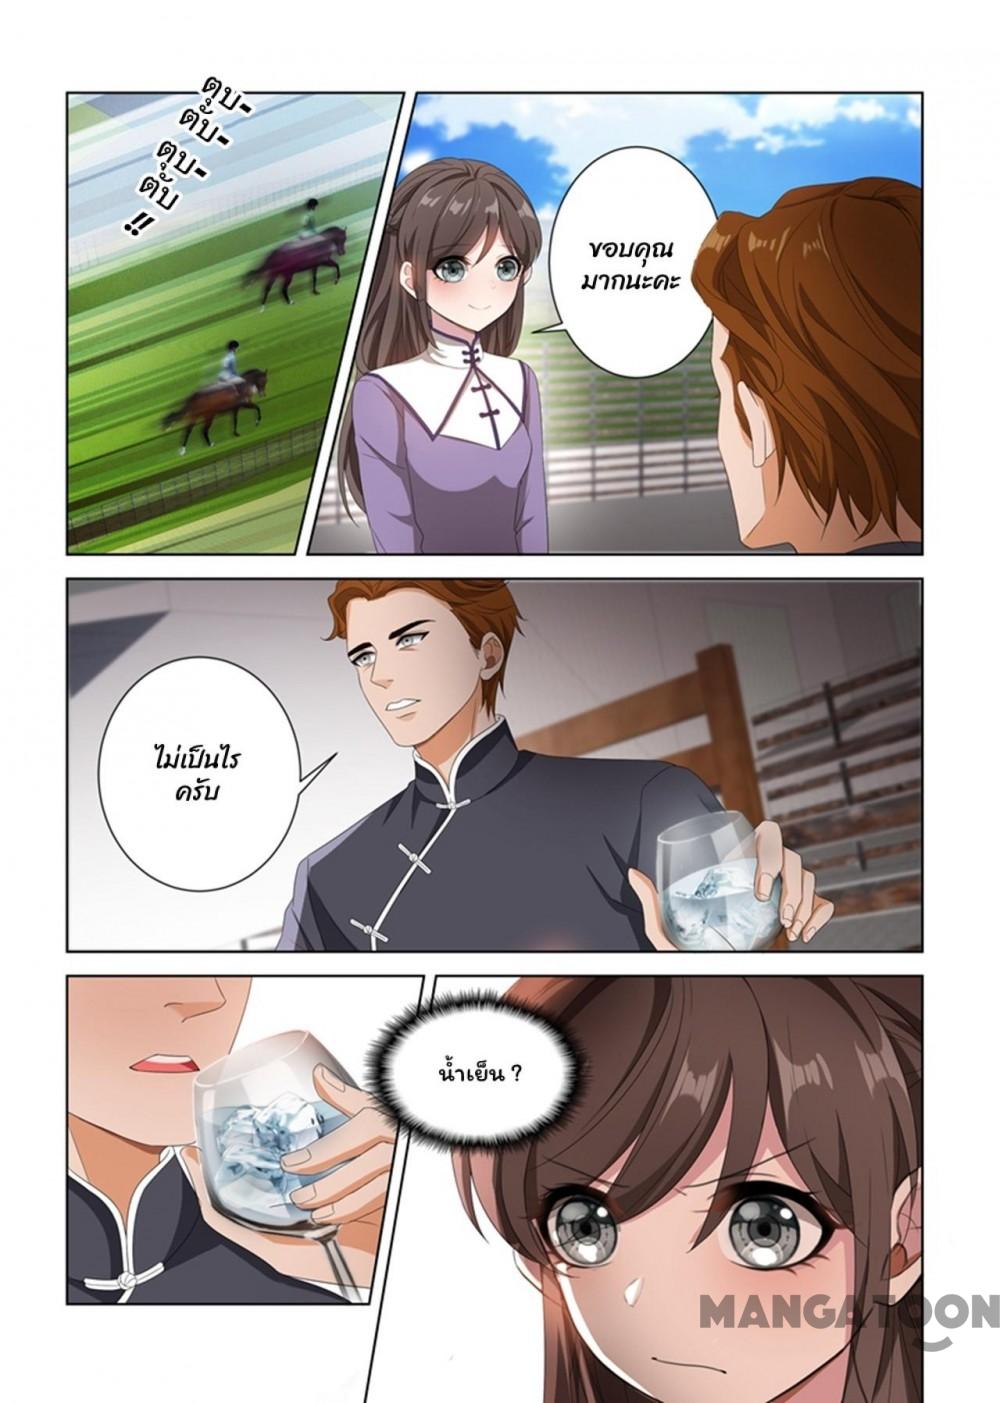 ตุบ-
ตับ-
ตุบ-
ตับ
!!
ขอบคุณ
มากนะคะ
ไม่เป็นไร
ครับ
น้ำเย็น ?
MANGATOON